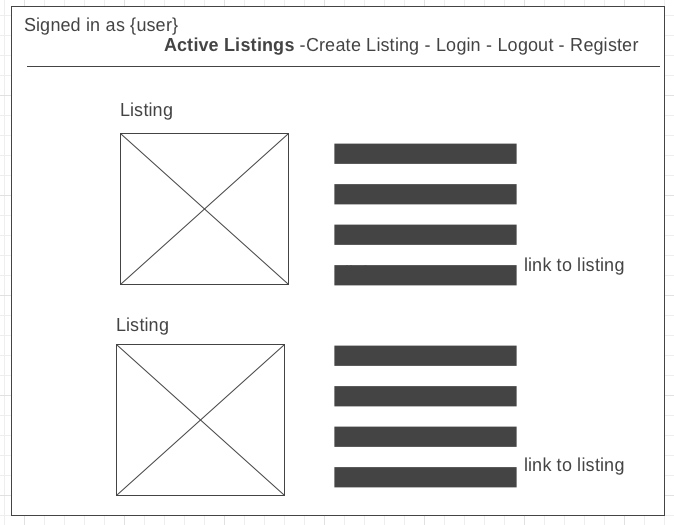 Signed in as {user}
Active Listings -Create Listing - Login - Logout - Register
Listing
link to listing
Listing
link to listing